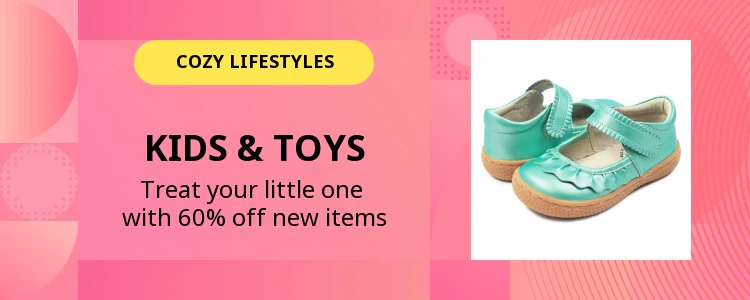 COZY LIFESTYLES
KIDS & TOYS
Treat your little one
with 60% off new items